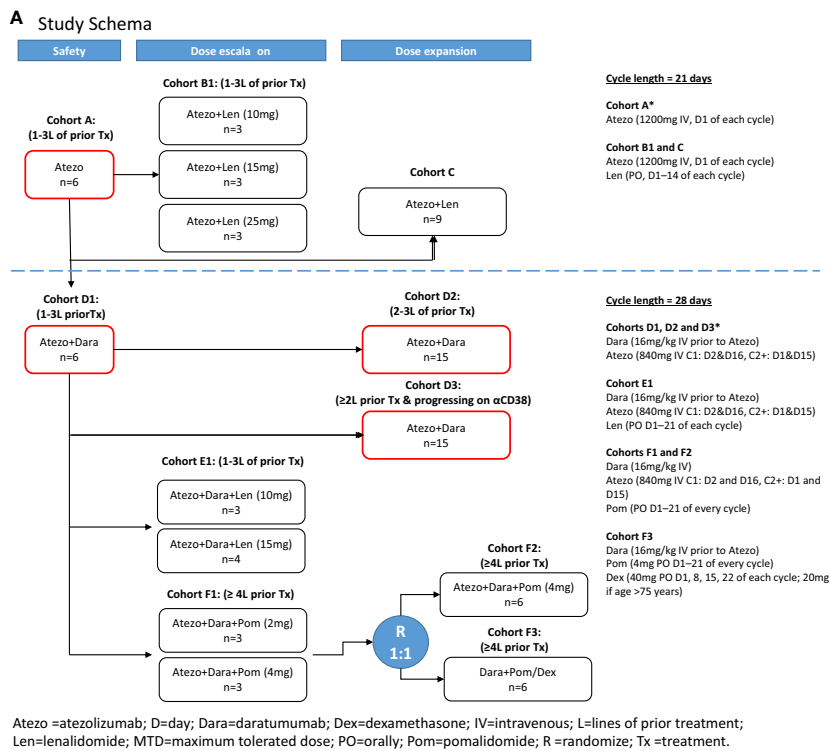 A Study Schema
Safety
Dose escala on
Dose expansion
Cohort B1: (1-3L of prior Tx)
Atezo+Len (10mg)
n=3
Cohort A:
(1-3L of prior Tx)
Atezo
n=6
Atezo+Len (15mg)
n=3
Atezo+Len (25mg)
n=3
Cohort C
Atezo+Len
n=9
Cycle length = 21 days
Cohort A*
Atezo (1200mg IV, D1 of each cycle)
Cohort B1 and C
Atezo (1200mg IV, D1 of each cycle)
Len (PO, D1–14 of each cycle)
Cohort D1:
(1-3L priorTx)
Atezo+Dara
n=6
Cohort D2:
(2-3L of prior Tx)
Atezo+Dara
n=15
Cohort D3:
(≥2L prior Tx & progressing on αCD38)
Atezo+Dara
n=15
Cohort E1: (1-3L of prior Tx)
Atezo+Dara+Len (10mg)
n=3
Atezo+Dara+Len (15mg)
n=4
Cohort F1: (≥ 4L prior Tx)
Atezo+Dara+Pom (2mg)
n=3
Atezo+Dara+Pom (4mg)
n=3
R
1:1
Cohort F2:
(≥4L prior Tx)
Atezo+Dara+Pom (4mg)
n=6
Cohort F3:
(≥4L prior Tx)
Dara+Pom/Dex
n=6
Cycle length = 28 days
Cohorts D1, D2 and D3*
Dara (16mg/kg IV prior to Atezo)
Atezo (840mg IV C1: D2&D16, C2+: D1&D15)
Cohort E1
Dara (16mg/kg IV prior to Atezo)
Atezo (840mg IV C1: D2&D16, C2+: D1&D15)
Len (PO D1–21 of each cycle)
Cohorts F1 and F2
Dara (16mg/kg IV)
Atezo (840mg IV C1: D2 and D16, C2+: D1 and
D15)
Pom (PO D1–21 of every cycle)
Cohort F3
Dara (16mg/kg IV prior to Atezo)
Pom (4mg PO D1–21 of every cycle)
Dex (40mg PO D1, 8, 15, 22 of each cycle; 20mg
if age >75 years)
Atezo =atezolizumab; D=day; Dara=daratumumab; Dex=dexamethasone; IV=intravenous; L=lines of prior treatment;
Len=lenalidomide; MTD=maximum tolerated dose; PO=orally; Pom=pomalidomide; R =randomize; Tx =treatment.